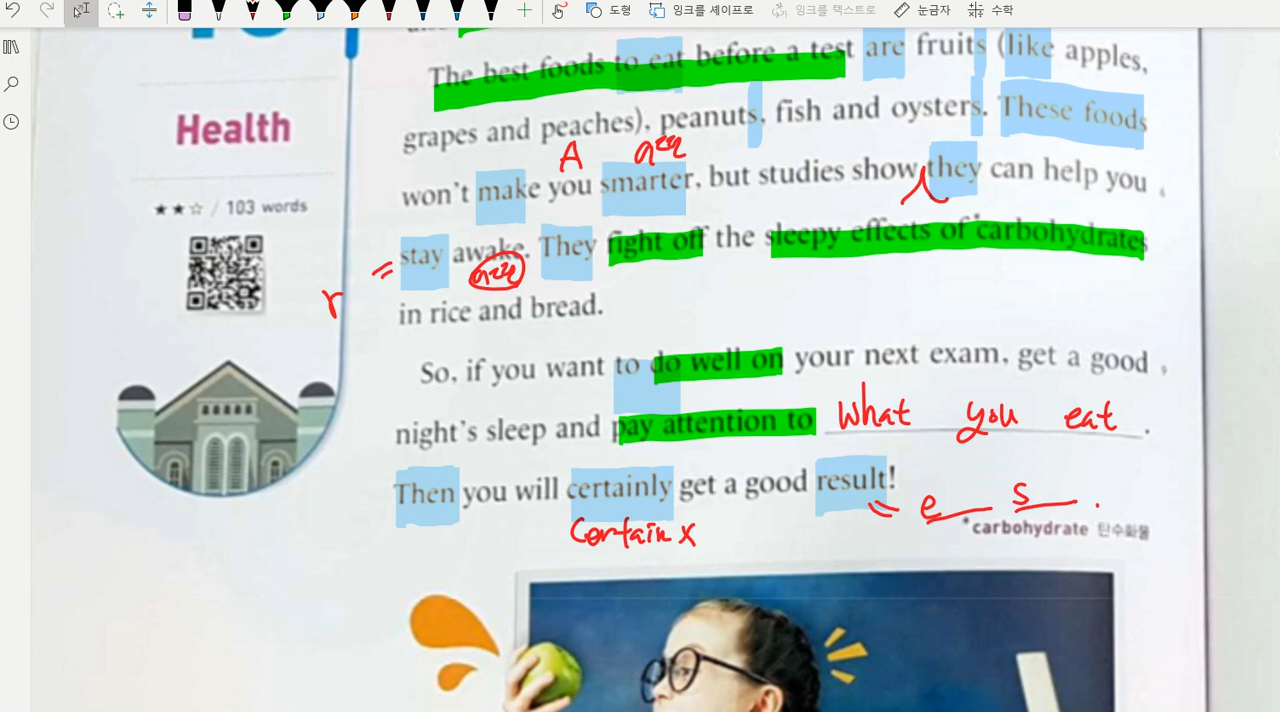 도형
잉크를 셰이프로
잉크를 텍스트로
눈금자
수학
The best foods to eat before a test are fruits (like apples,
grapes and peaches), peanuts, fish and oysters. These foods
A
won't make you smarter, but studies show they can help you
= stay awake. They fight off the sleepy effects of *carbohydrates
r
in rice and bread.
So, if you want to do well on your next exam, get a good
night's sleep and pay attention to what you eat.
Then you will certainly get a good result!
= e s .
Certain x
*carbohydrate 탄수화물
Health
★★☆ / 103 words